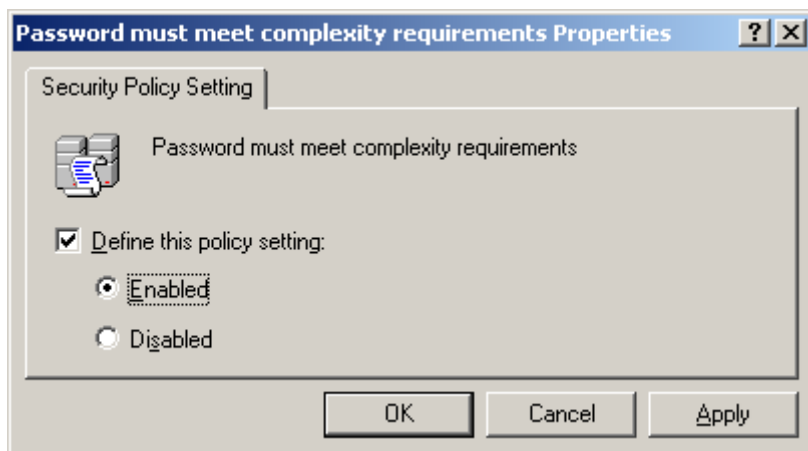 Password must meet complexity requirements Properties
Security Policy Setting
Password must meet complexity requirements
Define this policy setting:
Enabled
Disabled
OK Cancel Apply